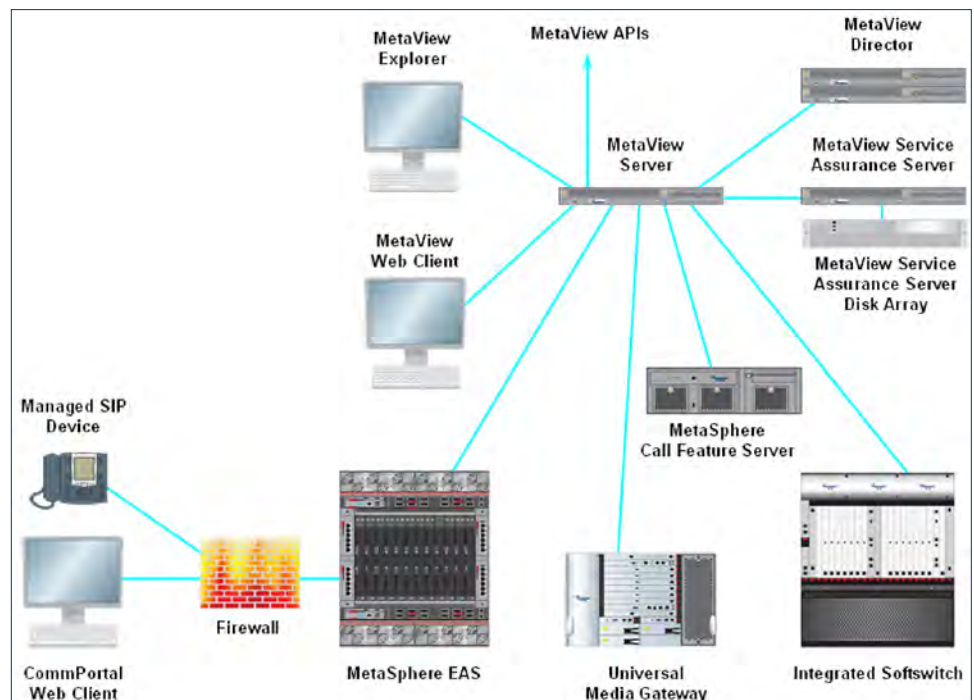 MetaView
Explorer
MetaView APIs
MetaView
Director
MetaView
Server
MetaView Service
Assurance Server
MetaView
Web Client
MetaView Service
Assurance Server
Disk Array
Managed SIP
Device
MetaSphere
Call Feature Server
Firewall
CommPortal
Web Client
MetaSphere EAS
Universal
Media Gateway
Integrated Softswitch